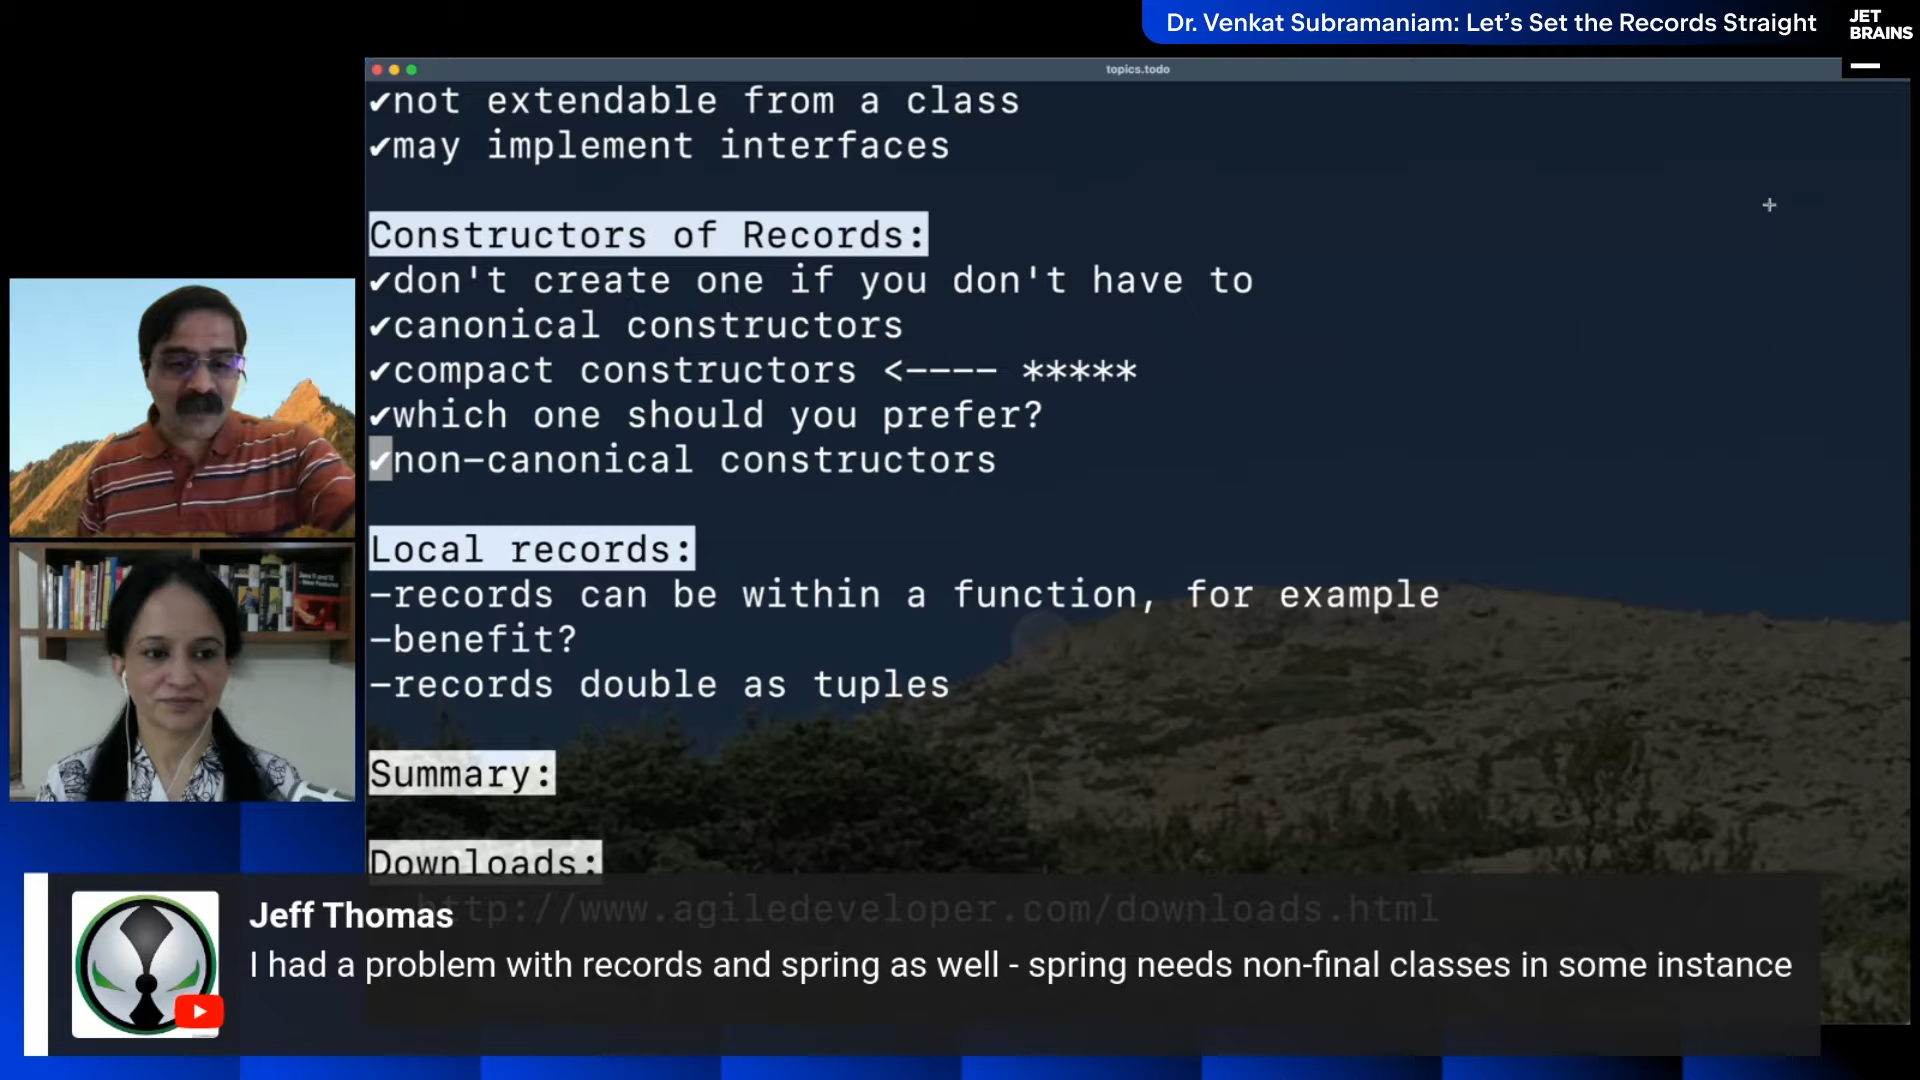 Dr. Venkat Subramaniam: Let’s Set the Records Straight
JET
BRAINS
topics.todo
✔not extendable from a class
✔may implement interfaces
Constructors of Records:
✔don't create one if you don't have to
✔canonical constructors
✔compact constructors <---- *****
✔which one should you prefer?
✔non-canonical constructors
Local records:
-records can be within a function, for example
-benefit?
-records double as tuples
Summary:
Downloads:
http://www.agiledeveloper.com/downloads.html
Jeff Thomas
I had a problem with records and spring as well - spring needs non-final classes in some instance